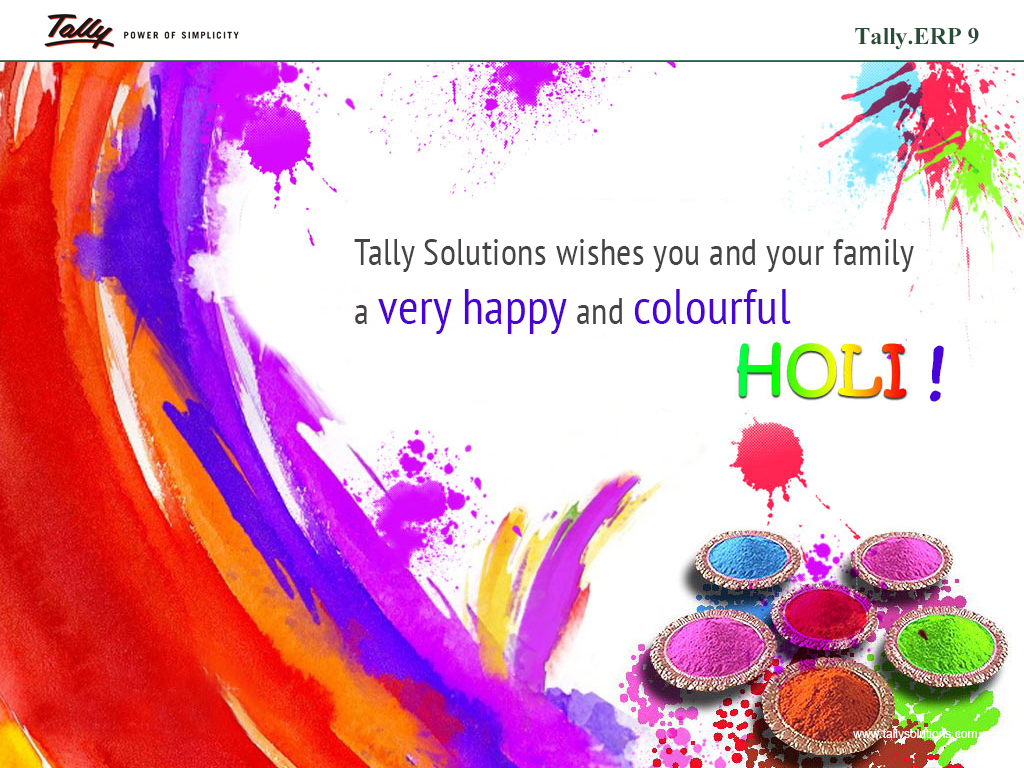 Tally POWER OF SIMPLICITY
Tally.ERP 9
Tally Solutions wishes you and your family
a very happy and colourful
HOLI !
www.tallysolutions.com